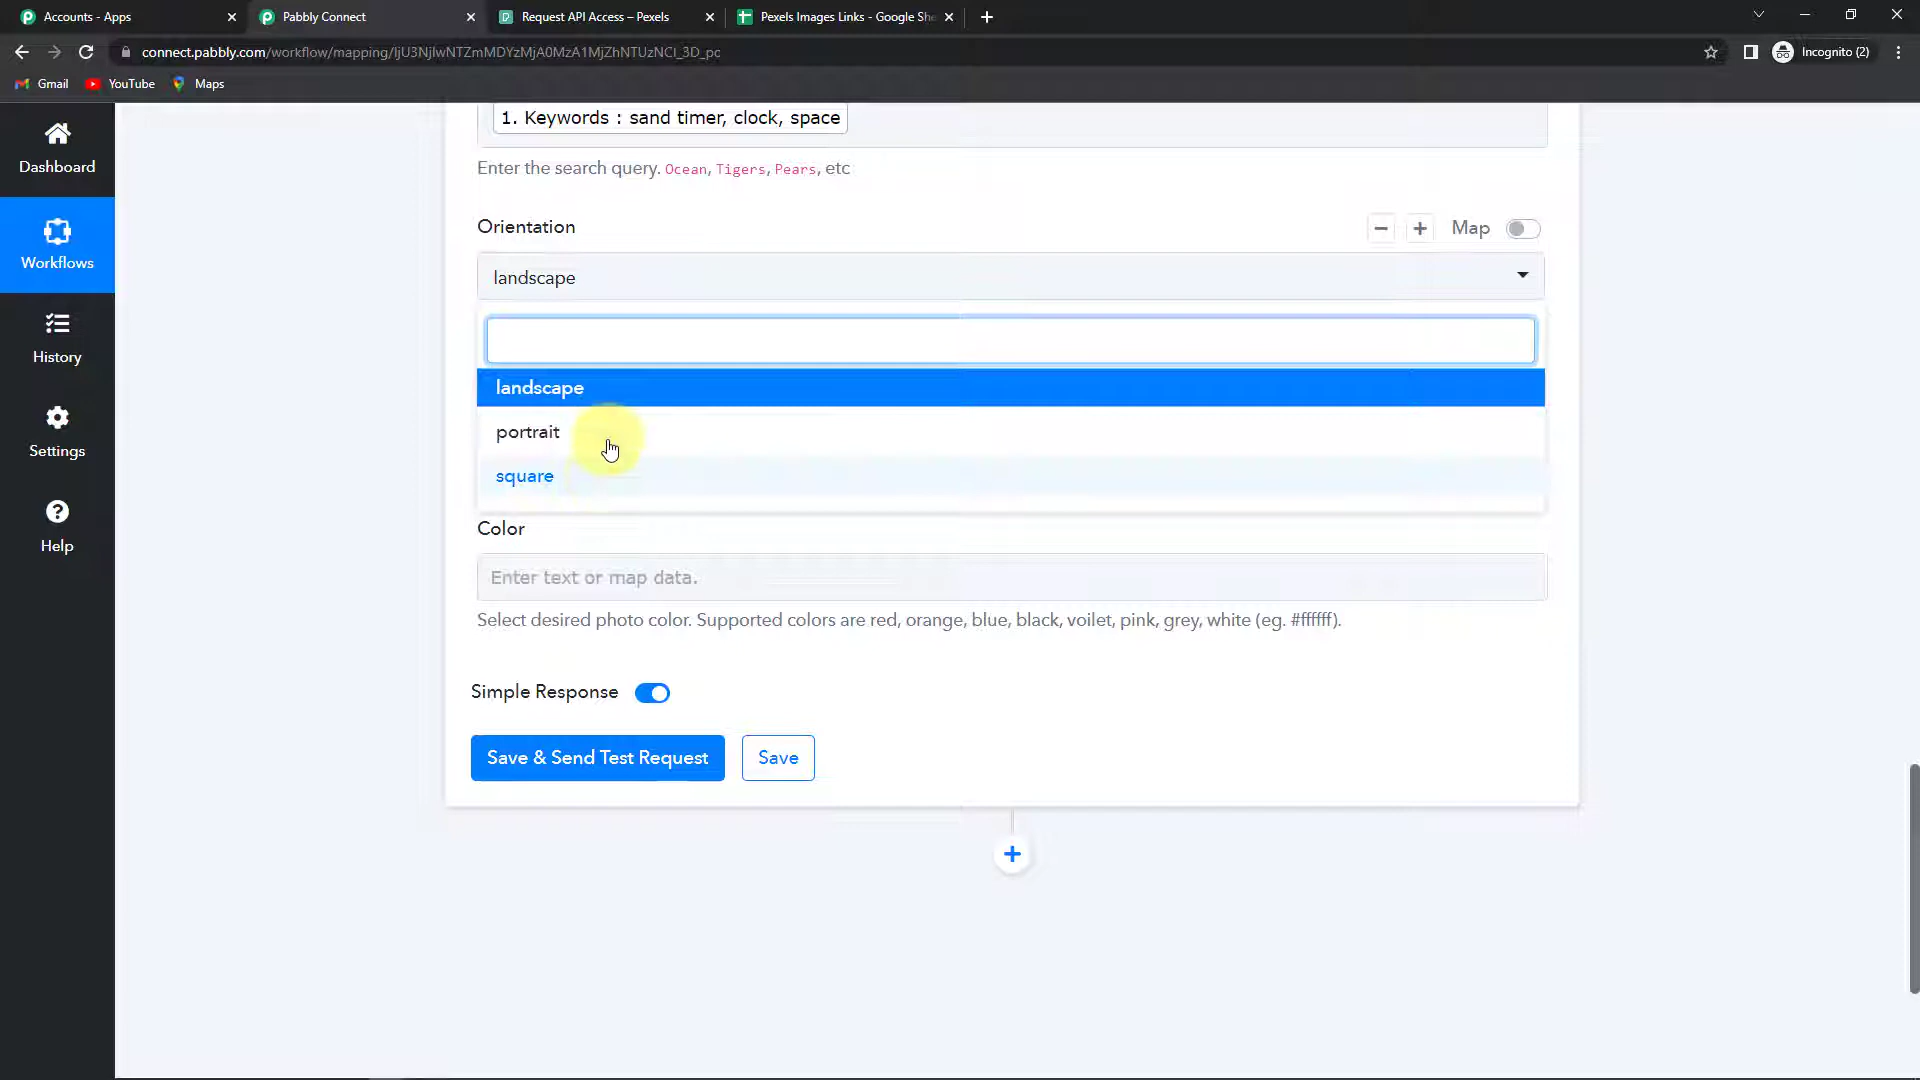 Accounts - Apps
Pabbly Connect
Request API Access – Pexels
Pexels Images Links - Google She
connect.pabbly.com/workflow/mapping/
Incognito (2)
Gmail
YouTube
Maps
Dashboard
Workflows
History
Settings
Help
1. Keywords : sand timer, clock, space
Enter the search query. Ocean, Tigers, Pears, etc
Orientation
Map
landscape
landscape
portrait
square
Color
Enter text or map data.
Select desired photo color. Supported colors are red, orange, blue, black, voilet, pink, grey, white (eg. #ffffff).
Simple Response
Save & Send Test Request
Save